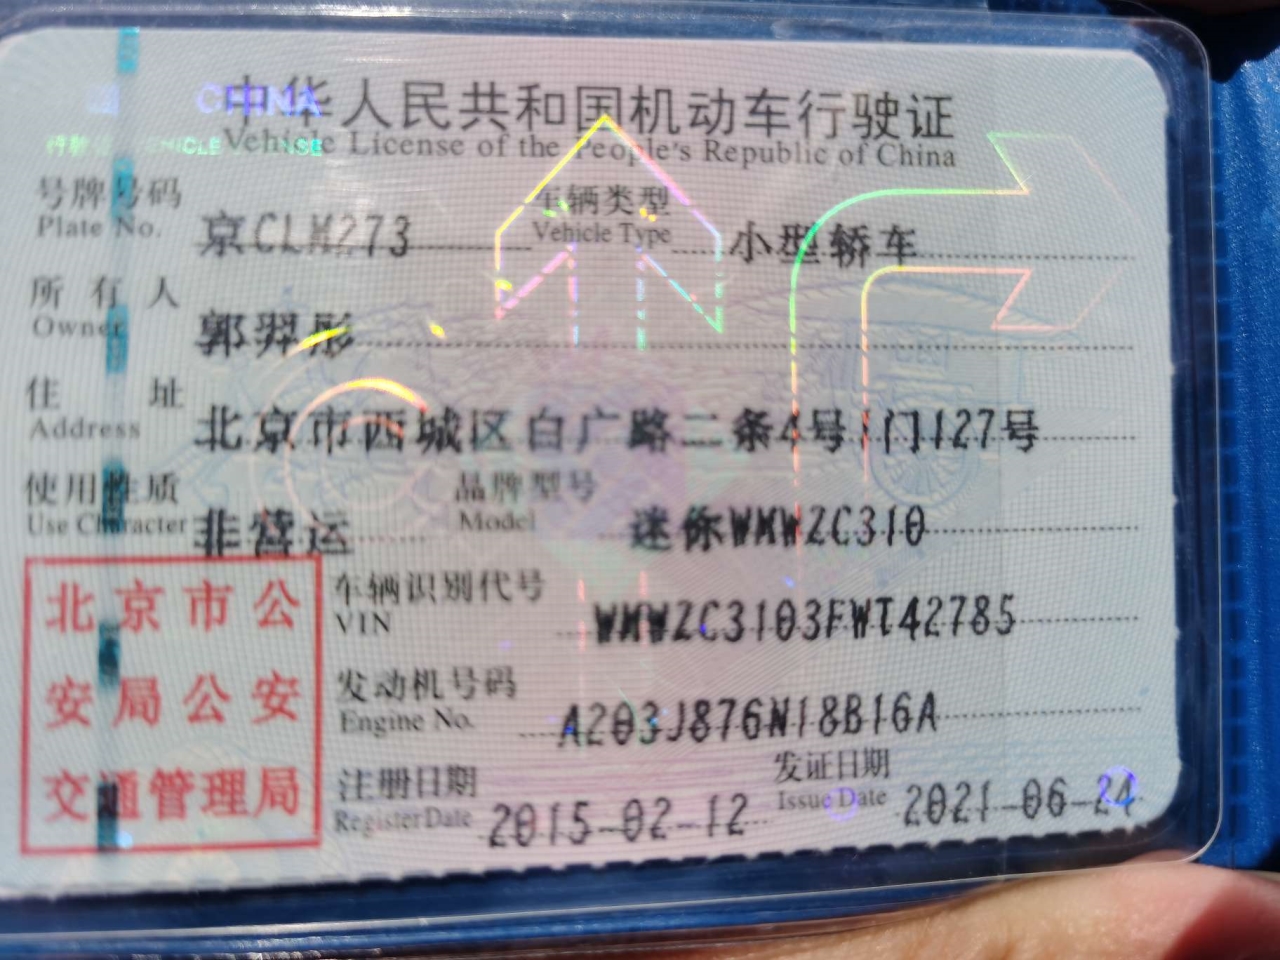 中华人民共和国机动车行驶证
Vehicle License of the People's Republic of China
号牌号码 京CLM273 车辆类型 小型轿车
Plate No. Vehicle Type
所有人 郭羿彤
Owner
住址 北京市西城区白广路二条4号1门127号
Address
使用性质 非营运 品牌型号 迷你WMWZC310
Use Character Model
车辆识别代号
VIN WMWZC3103FWT42785
发动机号码
Engine No. A203J876N18B16A
注册日期 2015-02-12 发证日期 2021-06-24
Register Date Issue Date
北京市公
安局公安
交通管理局